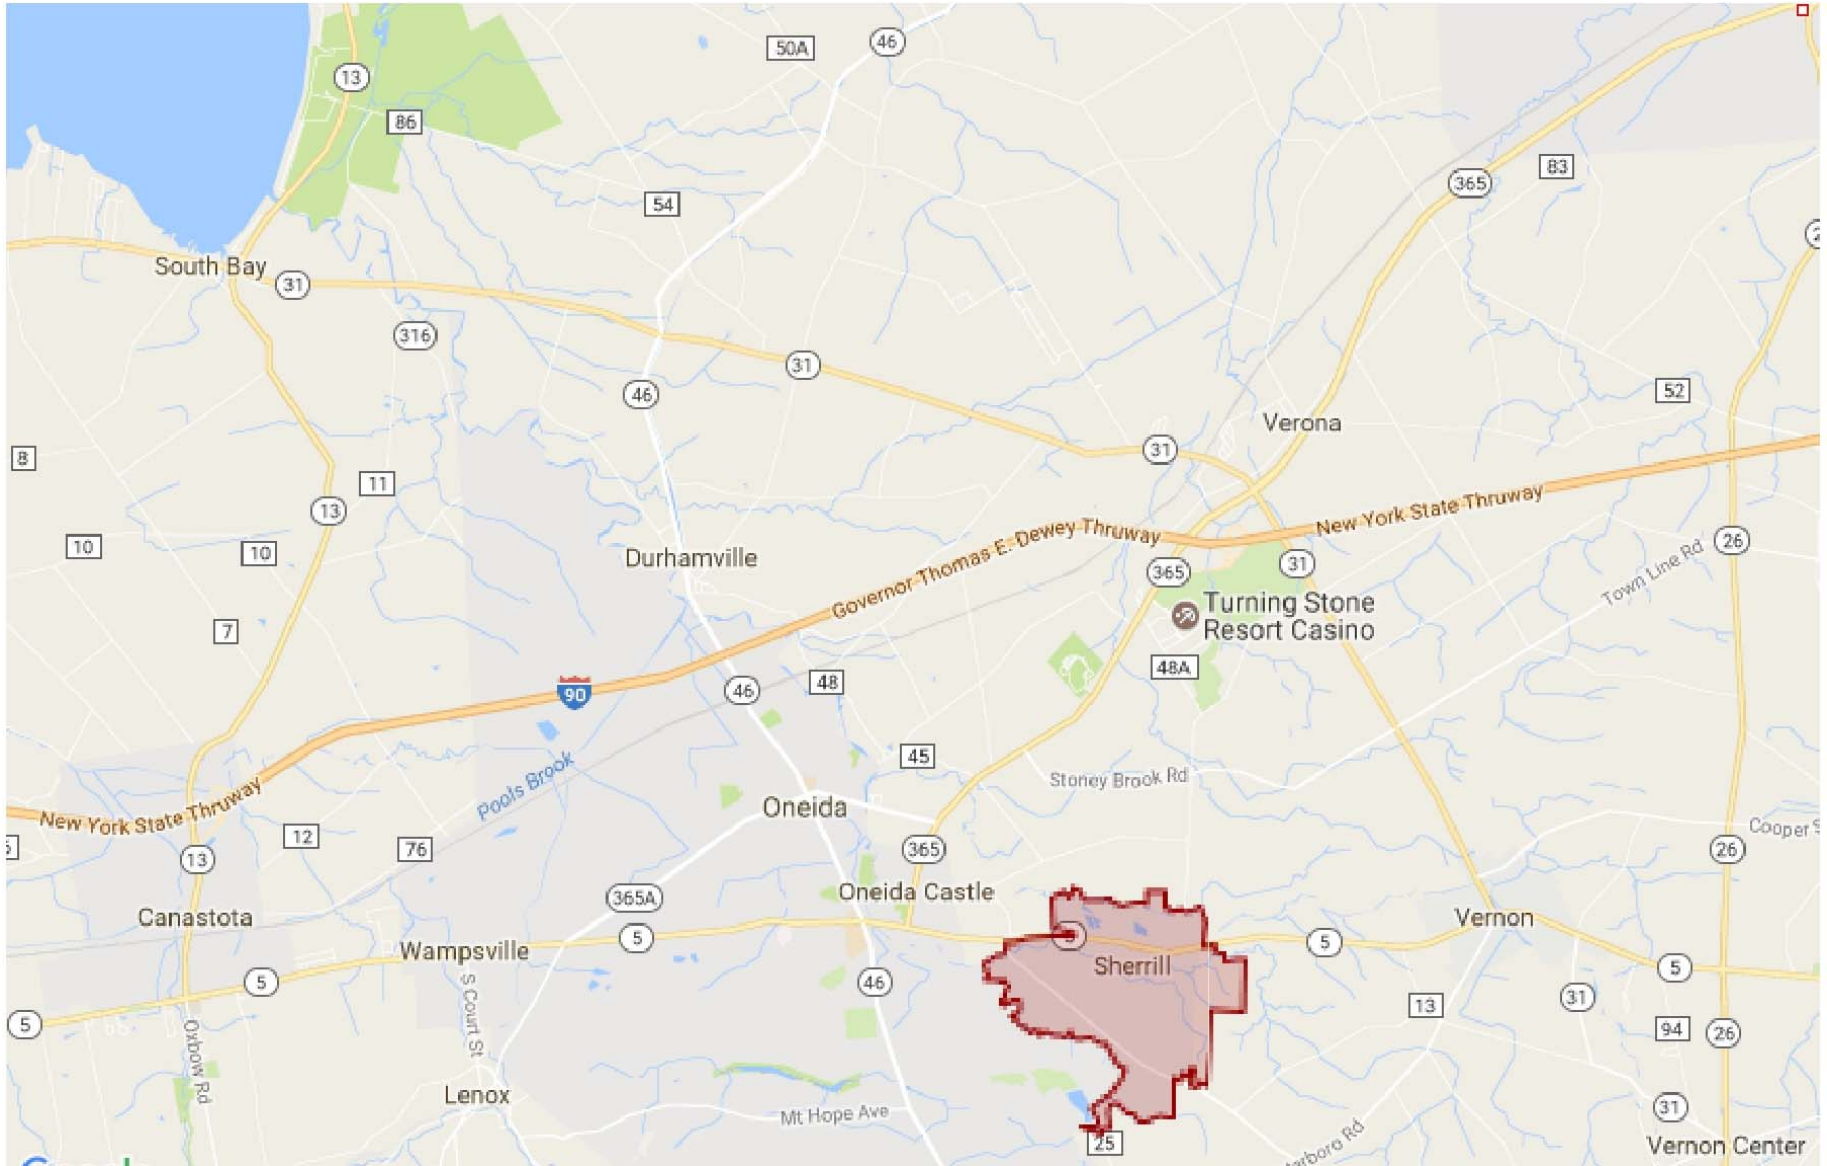 13
50A
46
86
365
83
54
South Bay
31
316
31
46
52
Verona
31
8
11
13
10
10
26
New York State Thruway
Governor Thomas E. Dewey Thruway
Durhamville
365
31
Town Line Rd
Turning Stone
Resort Casino
7
48A
90
46
48
45
Stoney Brook Rd
Pools Brook
New York State Thruway
Oneida
12
76
13
365
Cooper
26
Oneida Castle
365A
Canastota
Vernon
5
5
Wampsville
Sherrill
5
5
5
46
S Court St
13
31
5
94
26
Oxbow Rd
Lenox
Mt Hope Ave
31
25
Vernon Center